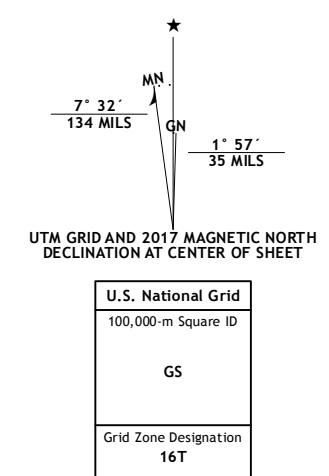 ★
MN
7° 32´
134 MILS
GN
1° 57´
35 MILS
UTM GRID AND 2017 MAGNETIC NORTH
DECLINATION AT CENTER OF SHEET
U.S. National Grid
100,000-m Square ID
GS
Grid Zone Designation
16T